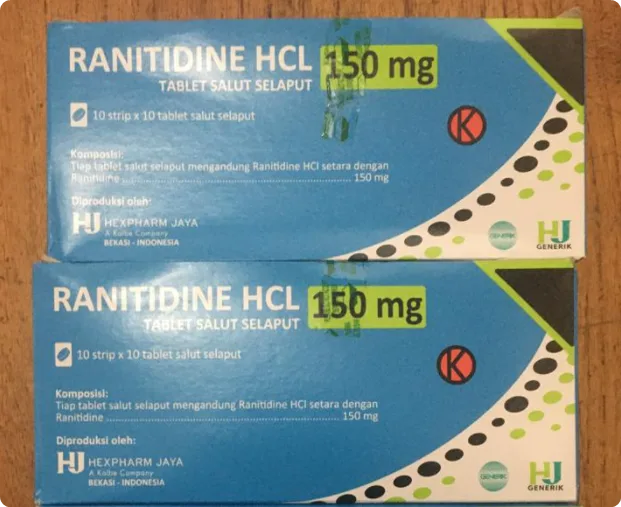 RANITIDINE HCL 150 mg
TABLET SALUT SELAPUT
10 strip x 10 tablet salut selaput
K
Komposisi:
Tiap tablet salut selaput mengandung Ranitidine HCl setara dengan
Ranitidine ........................................................................ 150 mg
Diproduksi oleh:
HJ HEXPHARM JAYA
A Kalbe Company
BEKASI - INDONESIA
GENERIK
HJ
GENERIK
RANITIDINE HCL 150 mg
TABLET SALUT SELAPUT
10 strip x 10 tablet salut selaput
K
Komposisi:
Tiap tablet salut selaput mengandung Ranitidine HCl setara dengan
Ranitidine ........................................................................ 150 mg
Diproduksi oleh:
HJ HEXPHARM JAYA
A Kalbe Company
BEKASI - INDONESIA
GENERIK
HJ
GENERIK